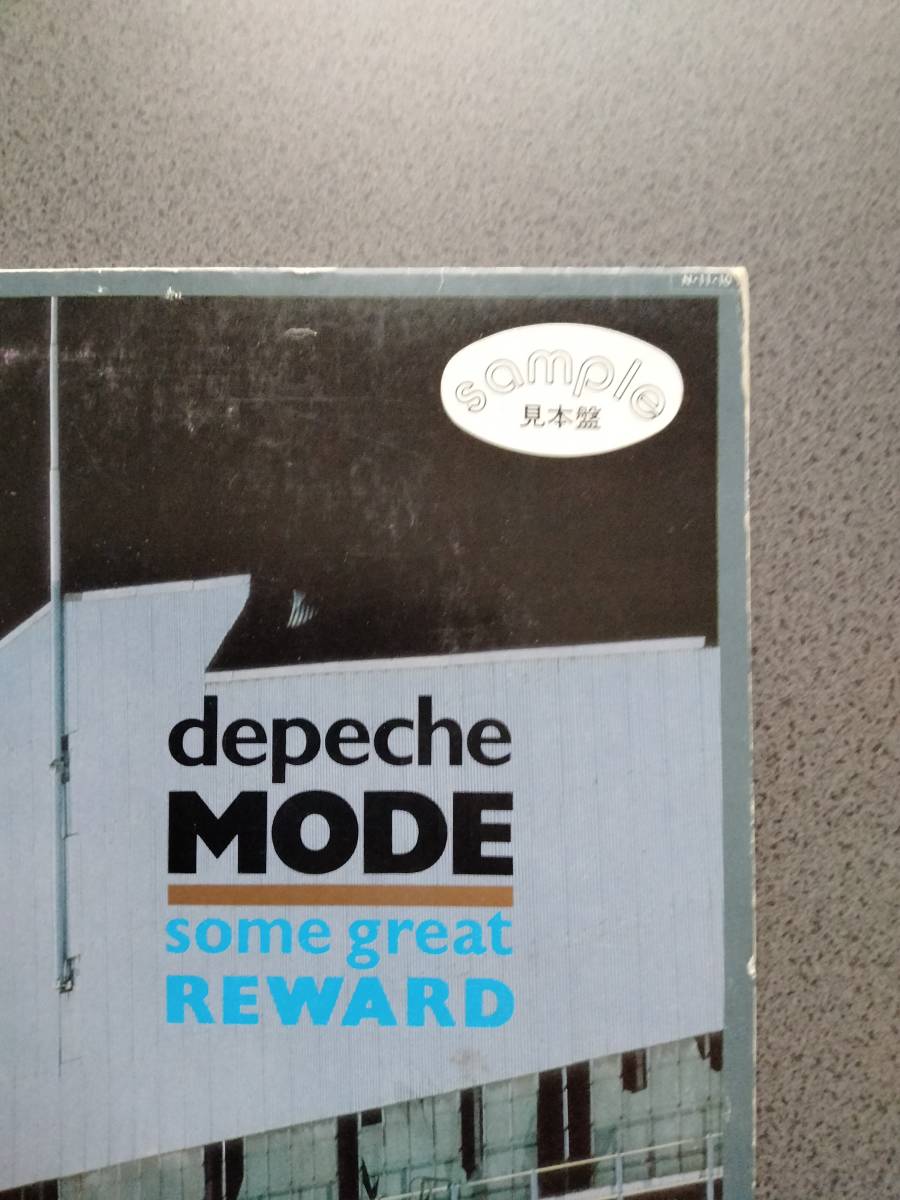 sample
見本盤
depeche
MODE
some great
REWARD